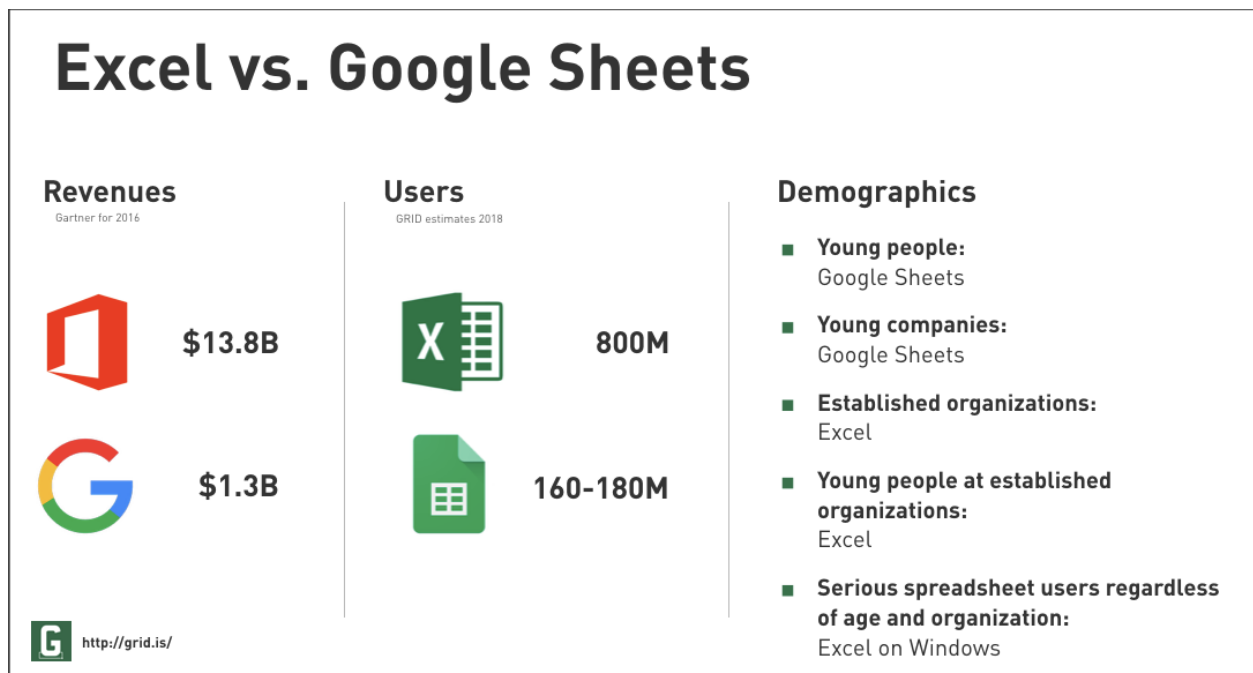 Excel vs. Google Sheets
Revenues
Gartner for 2016
$13.8B
$1.3B
Users
GRID estimates 2018
X
800M
160-180M
Demographics
Young people:
Google Sheets
Young companies:
Google Sheets
Established organizations:
Excel
Young people at established
organizations:
Excel
Serious spreadsheet users regardless
of age and organization:
Excel on Windows
G
http://grid.is/